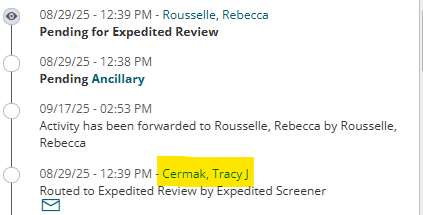 08/29/25 - 12:39 PM - Rousselle, Rebecca
Pending for Expedited Review
08/29/25 - 12:38 PM
Pending Ancillary
09/17/25 - 02:53 PM
Activity has been forwarded to Rousselle, Rebecca by Rousselle,
Rebecca
08/29/25 - 12:39 PM - Cermak, Tracy J
Routed to Expedited Review by Expedited Screener